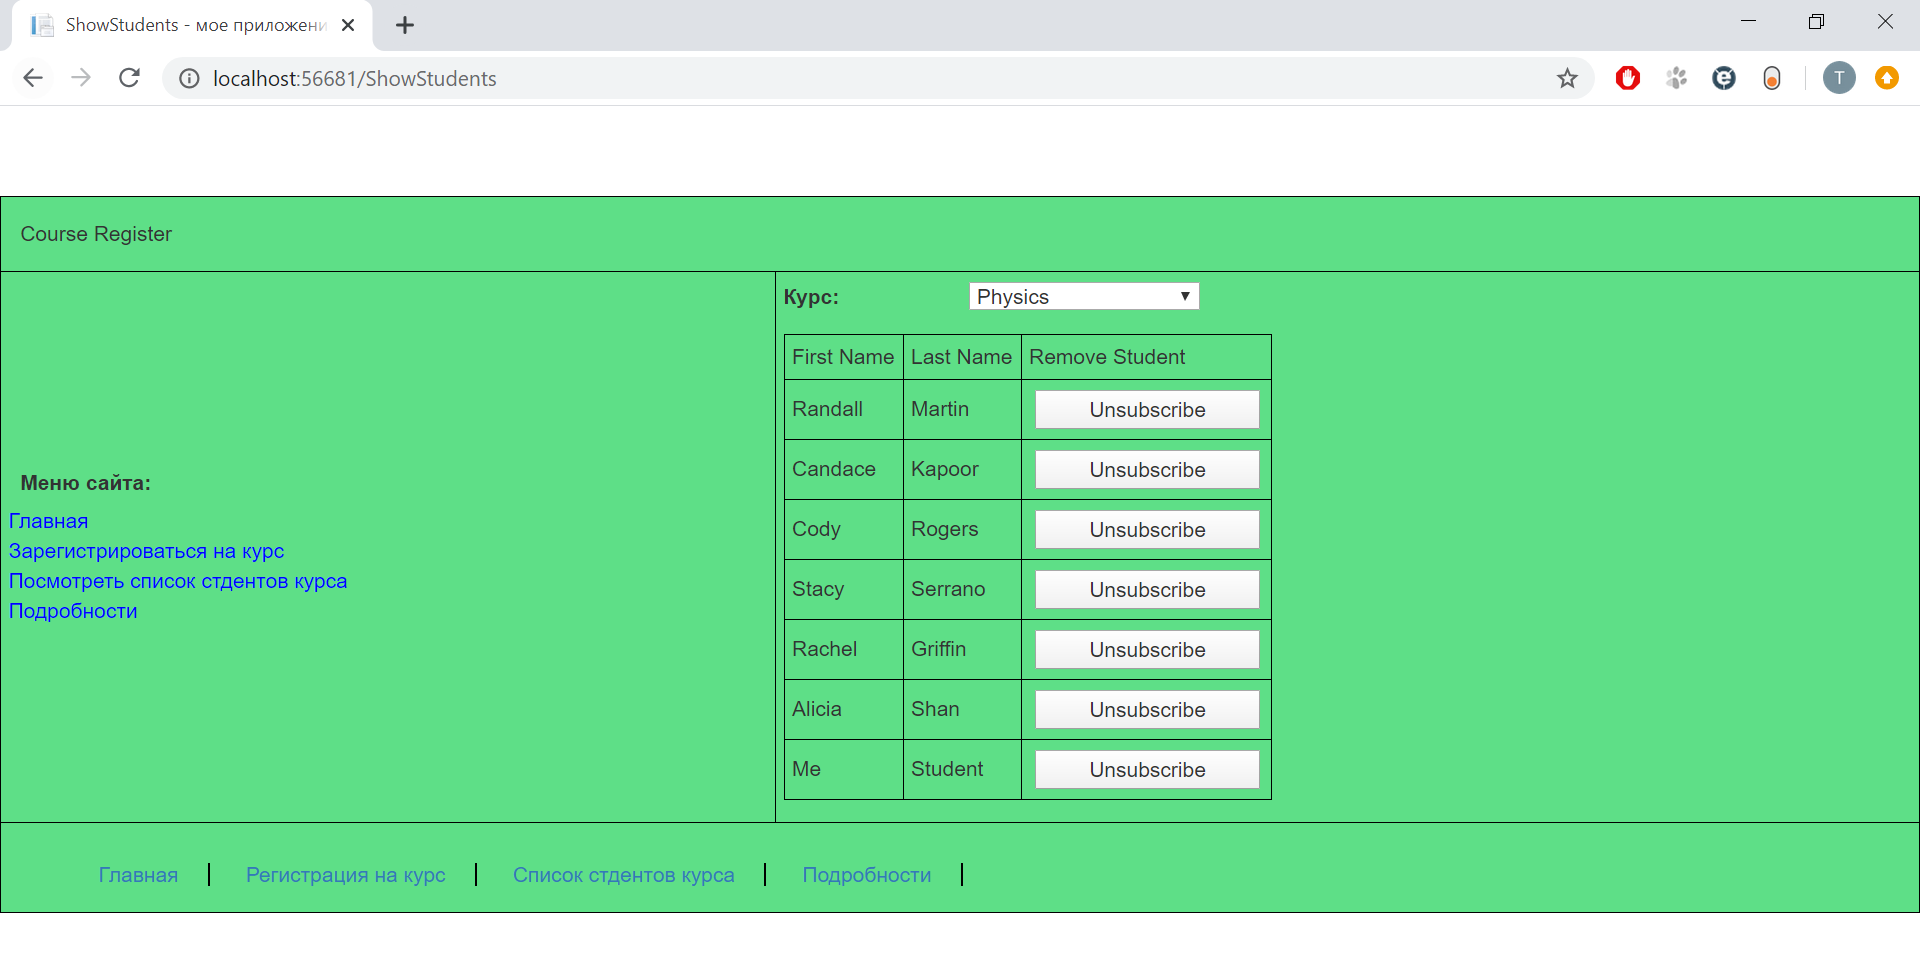 ShowStudents - мое приложени
localhost:56681/ShowStudents
T
Course Register
Курс: Physics
First Name Last Name Remove Student
Randall Martin Unsubscribe
Candace Kapoor Unsubscribe
Cody Rogers Unsubscribe
Stacy Serrano Unsubscribe
Rachel Griffin Unsubscribe
Alicia Shan Unsubscribe
Me Student Unsubscribe
Меню сайта:
Главная
Зарегистрироваться на курс
Посмотреть список стдентов курса
Подробности
Главная | Регистрация на курс | Список стдентов курса | Подробности |